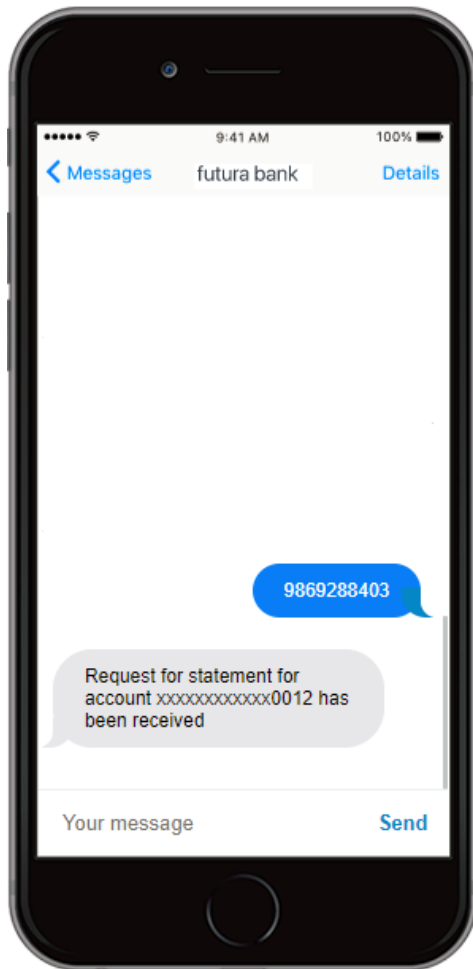 9:41 AM
100%
Messages
futura bank
Details
9869288403
Request for statement for
account xxxxxxxxxxxx0012 has
been received
Your message
Send